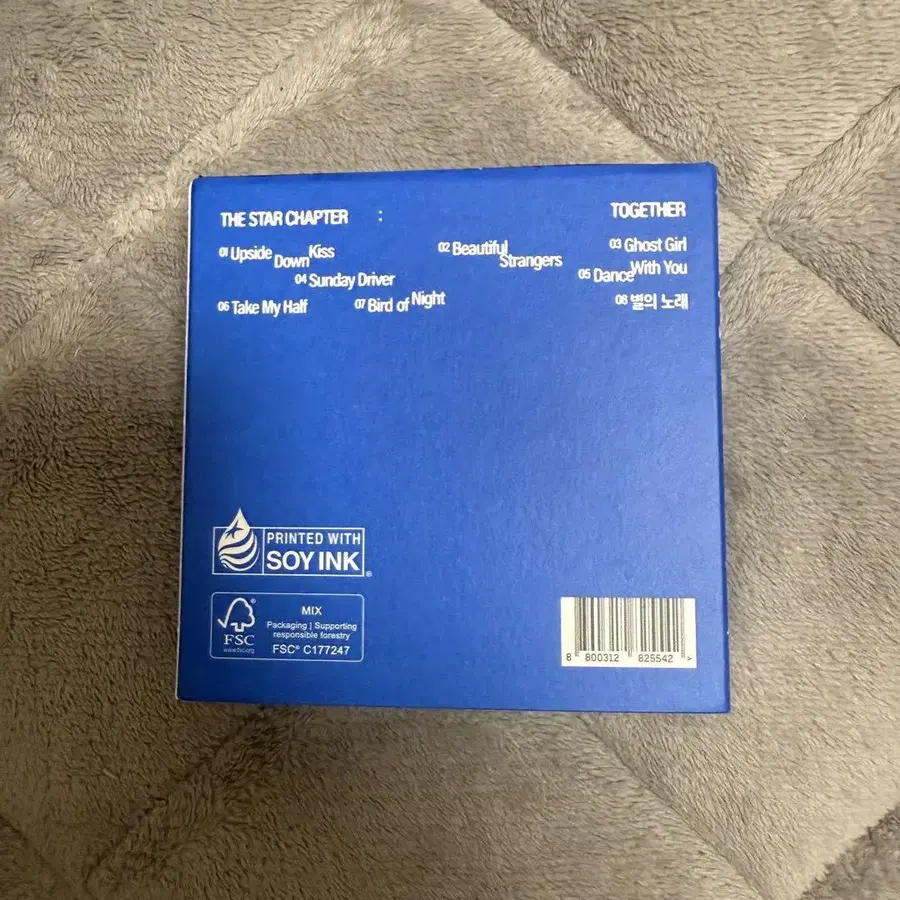 THE STAR CHAPTER : TOGETHER
01 Upside Down Kiss
02 Beautiful Strangers
03 Ghost Girl
04 Sunday Driver
05 Dance With You
06 Take My Half
07 Bird of Night
08 별의 노래
PRINTED WITH
SOY INK®
FSC®
www.fsc.org
MIX
Packaging | Supporting
responsible forestry
FSC® C177247
8 800312 825542 >